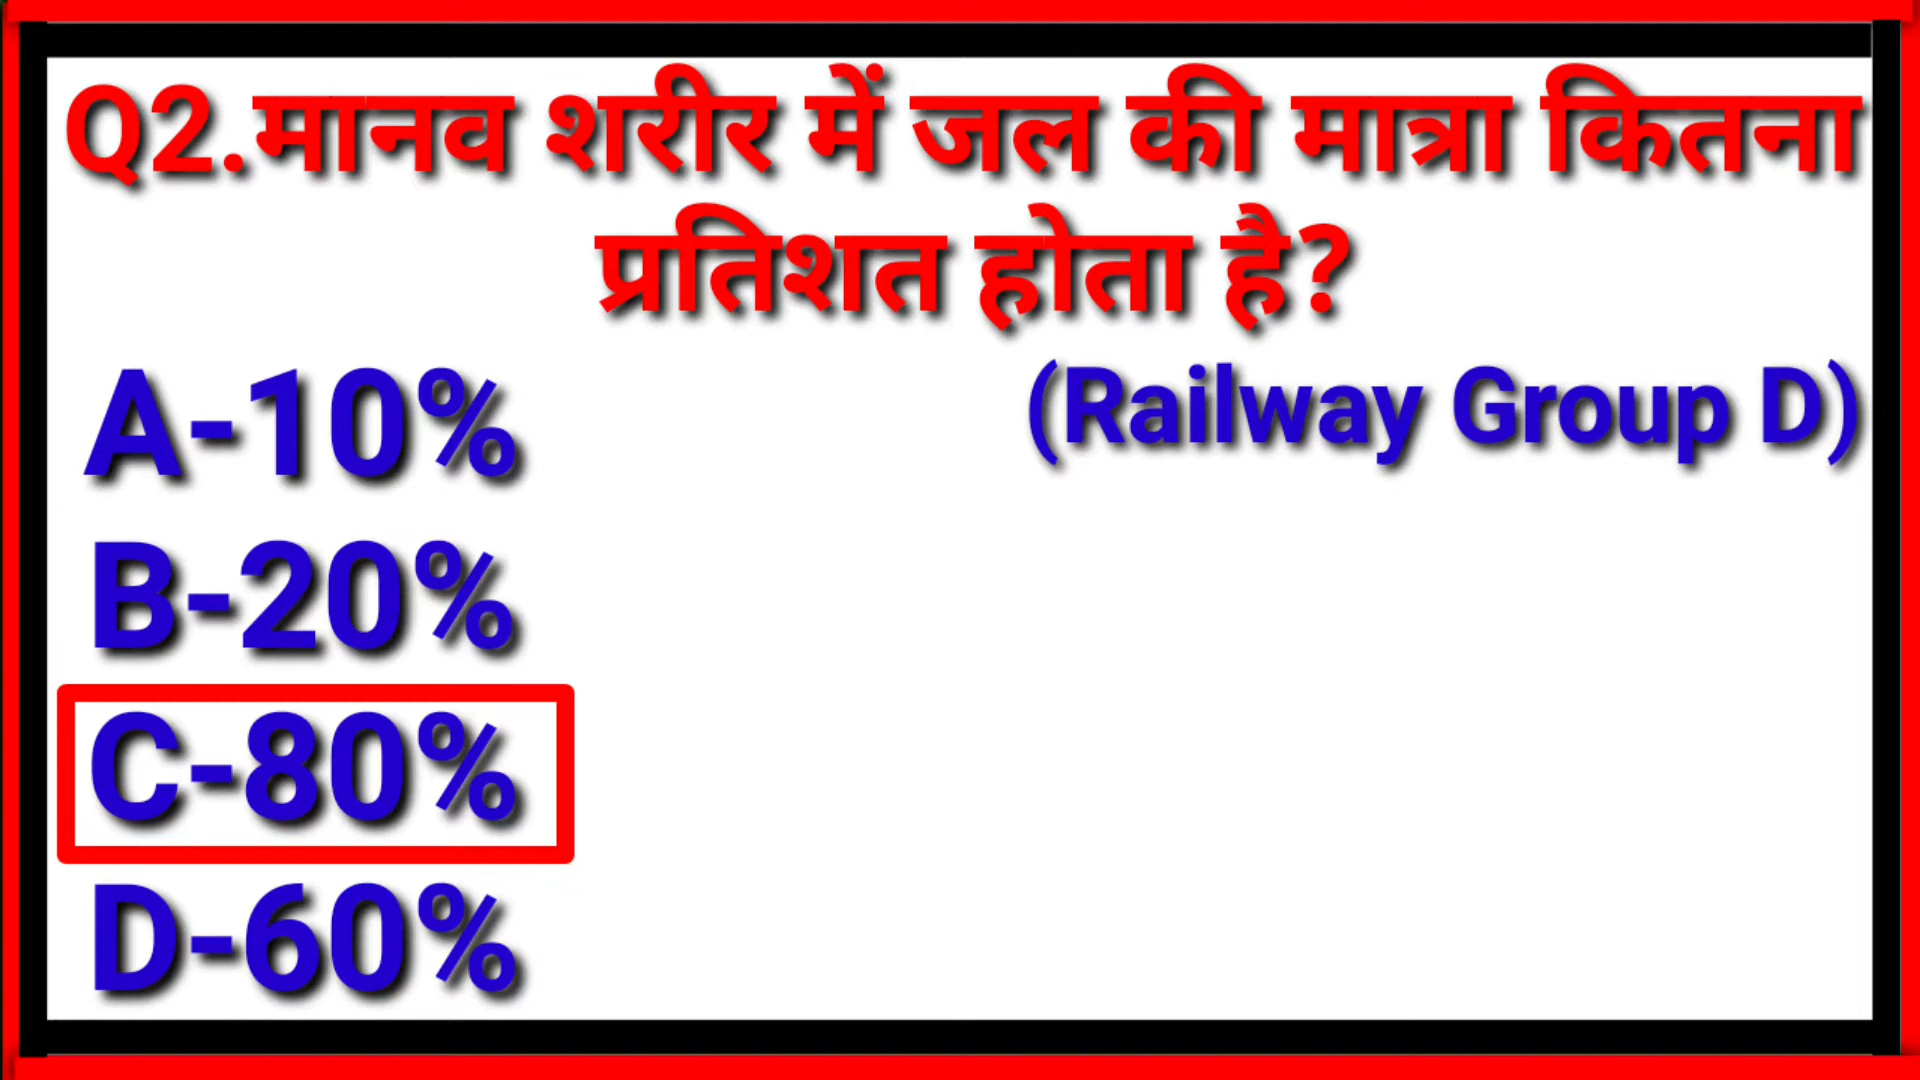 Q2.मानव शरीर में जल की मात्रा कितना
प्रतिशत होता है?
A-10%
(Railway Group D)
B-20%
C-80%
D-60%